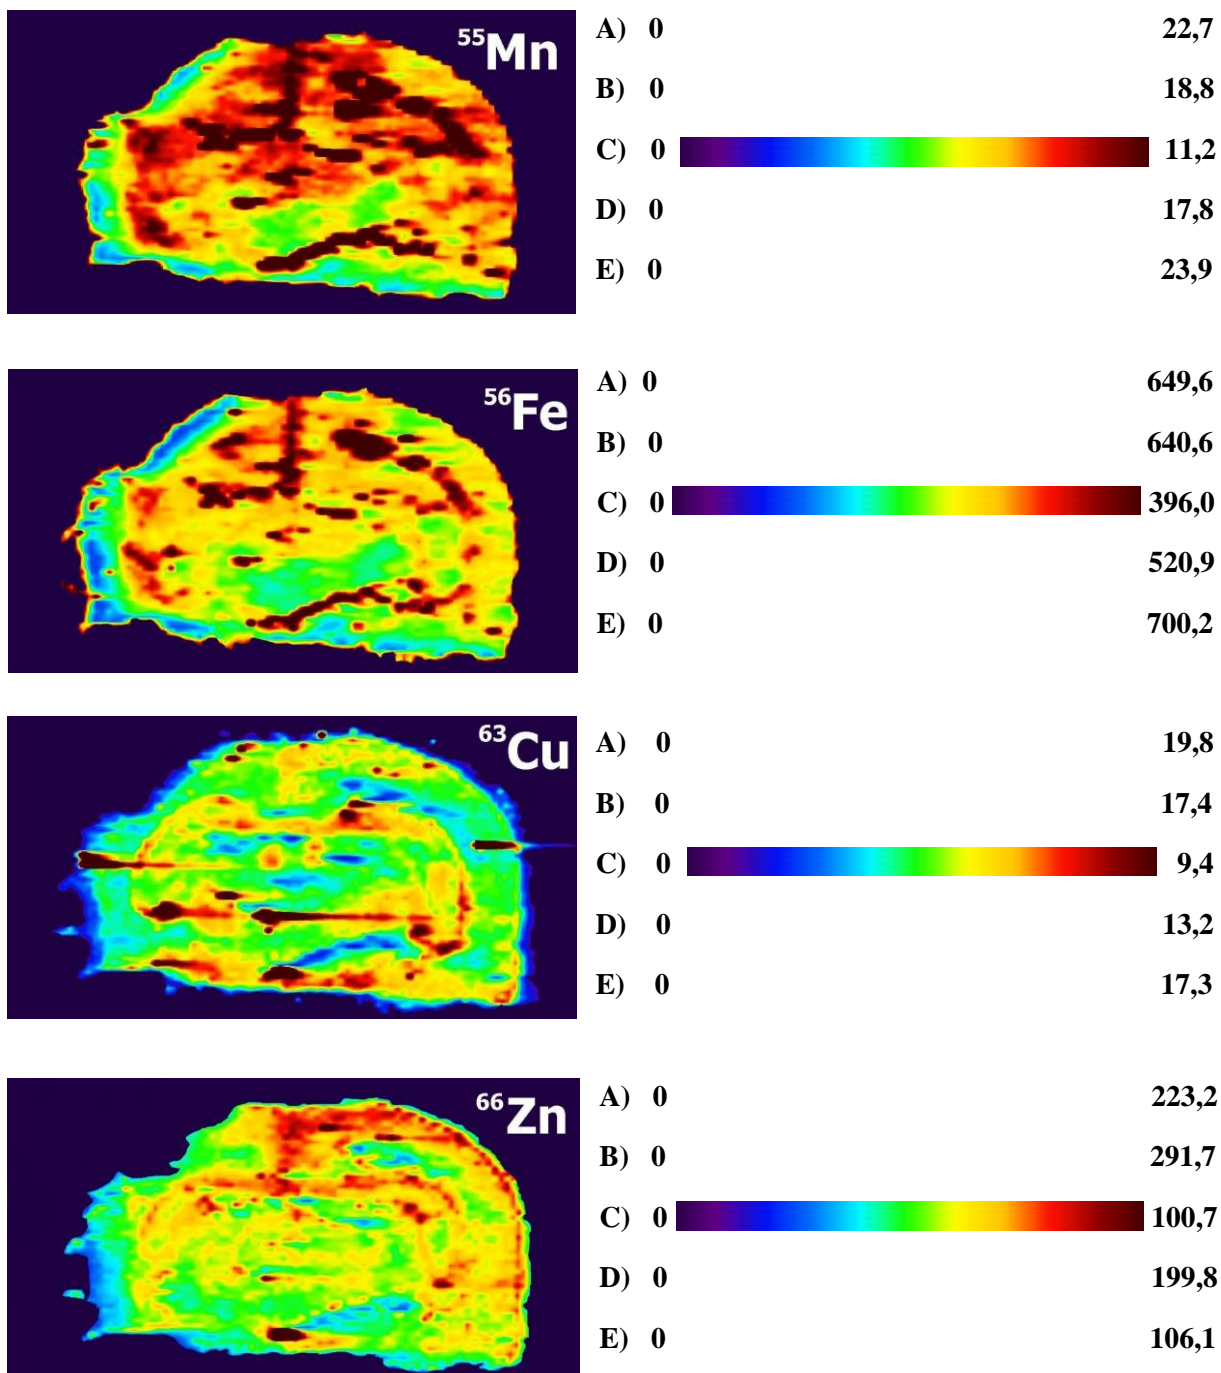 ⁵⁵Mn
A) 0 22,7
B) 0 18,8
C) 0 11,2
D) 0 17,8
E) 0 23,9
⁵⁶Fe
A) 0 649,6
B) 0 640,6
C) 0 396,0
D) 0 520,9
E) 0 700,2
⁶³Cu
A) 0 19,8
B) 0 17,4
C) 0 9,4
D) 0 13,2
E) 0 17,3
⁶⁶Zn
A) 0 223,2
B) 0 291,7
C) 0 100,7
D) 0 199,8
E) 0 106,1